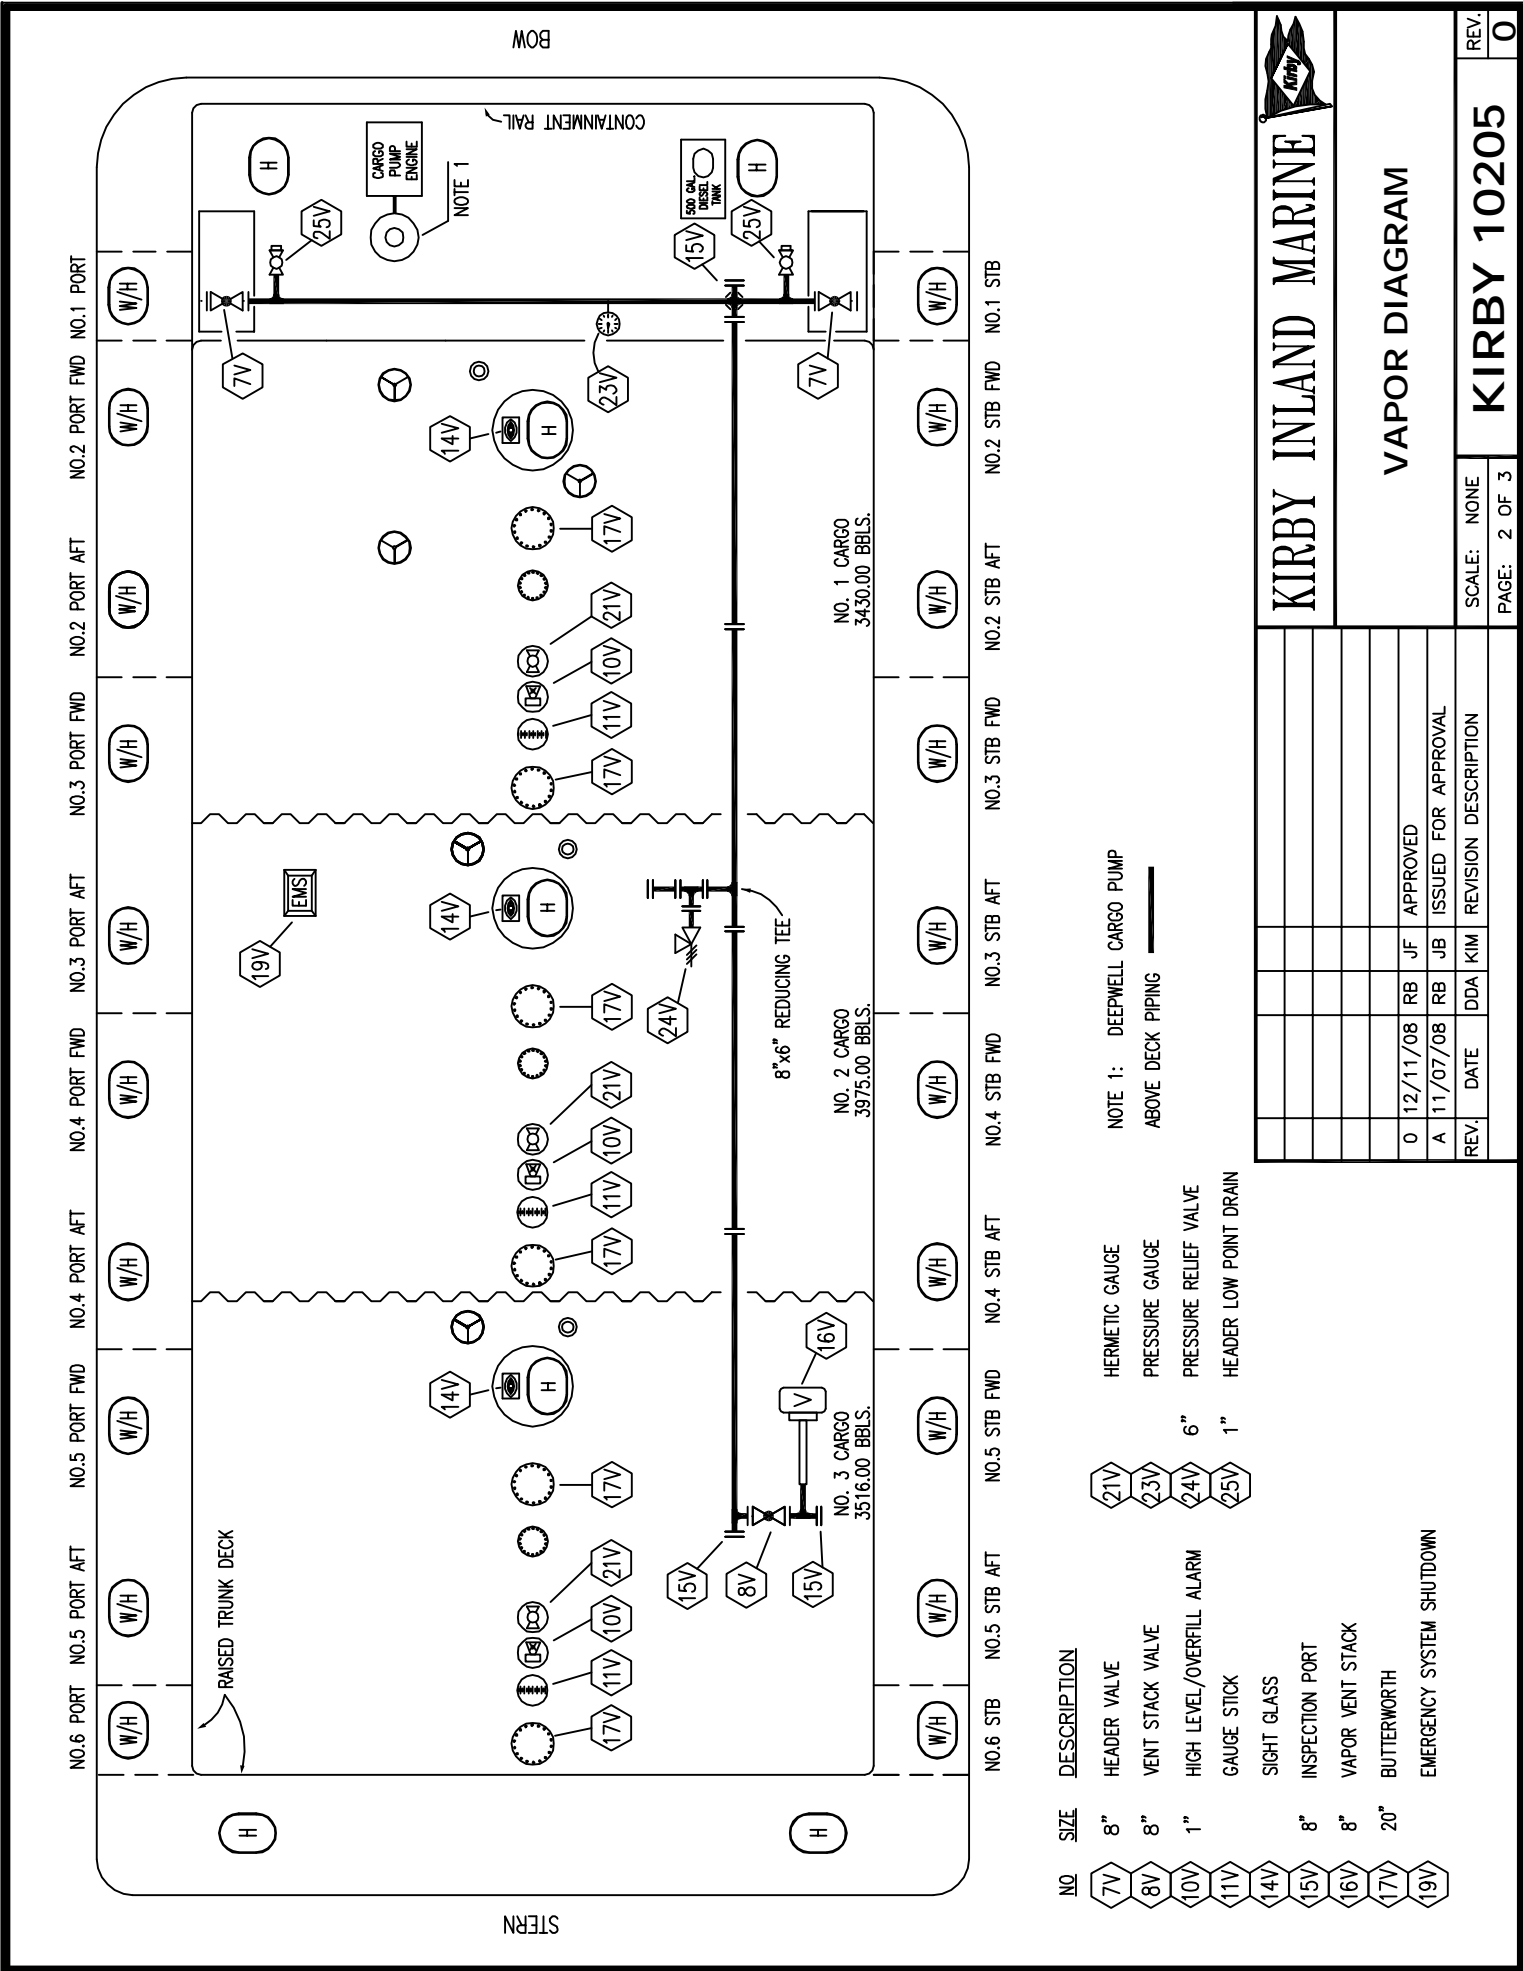 BOW
STERN
NO.6 PORT
NO.5 PORT AFT
NO.5 PORT FWD
NO.4 PORT AFT
NO.4 PORT FWD
NO.3 PORT AFT
NO.3 PORT FWD
NO.2 PORT AFT
NO.2 PORT FWD
NO.1 PORT
W/H
W/H
W/H
W/H
W/H
W/H
W/H
W/H
W/H
W/H
RAISED TRUNK DECK
H
H
19V
EMS
7V
25V
H
CARGO
PUMP
ENGINE
NOTE 1
CONTAINMENT RAIL
14V
H
14V
H
14V
H
17V
11V
10V
21V
17V
17V
11V
10V
21V
17V
17V
11V
10V
21V
17V
23V
24V
8"x6" REDUCING TEE
15V
8V
15V
V
16V
15V
25V
7V
500 GAL.
DIESEL
TANK
H
NO. 3 CARGO
3516.00 BBLS.
NO. 2 CARGO
3975.00 BBLS.
NO. 1 CARGO
3430.00 BBLS.
W/H
W/H
W/H
W/H
W/H
W/H
W/H
W/H
W/H
W/H
NO.6 STB
NO.5 STB AFT
NO.5 STB FWD
NO.4 STB AFT
NO.4 STB FWD
NO.3 STB AFT
NO.3 STB FWD
NO.2 STB AFT
NO.2 STB FWD
NO.1 STB
NO SIZE DESCRIPTION
7V 8" HEADER VALVE
8V 8" VENT STACK VALVE
10V 1" HIGH LEVEL/OVERFILL ALARM
11V GAUGE STICK
14V SIGHT GLASS
15V 8" INSPECTION PORT
16V 8" VAPOR VENT STACK
17V 20" BUTTERWORTH
19V EMERGENCY SYSTEM SHUTDOWN
21V HERMETIC GAUGE
23V PRESSURE GAUGE
24V 6" PRESSURE RELIEF VALVE
25V 1" HEADER LOW POINT DRAIN
NOTE 1: DEEPWELL CARGO PUMP
ABOVE DECK PIPING
0 12/11/08 RB JF APPROVED
A 11/07/08 RB JB ISSUED FOR APPROVAL
REV. DATE DDA KIM REVISION DESCRIPTION
KIRBY INLAND MARINE
Kirby
VAPOR DIAGRAM
SCALE: NONE
PAGE: 2 OF 3
KIRBY 10205
REV.
0